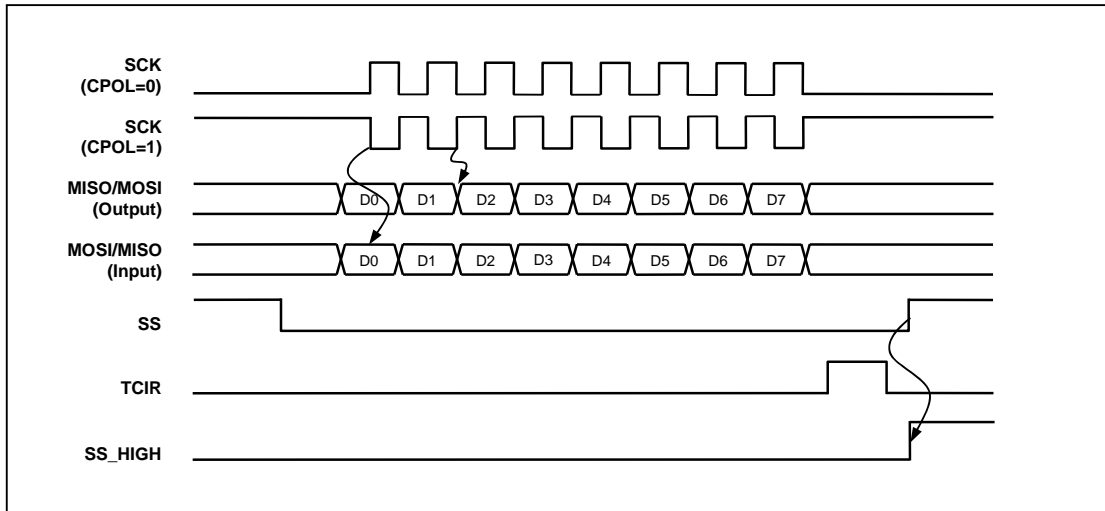 SCK
(CPOL=0)
SCK
(CPOL=1)
MISO/MOSI
(Output)
D0 D1 D2 D3 D4 D5 D6 D7
MOSI/MISO
(Input)
D0 D1 D2 D3 D4 D5 D6 D7
SS
TCIR
SS_HIGH